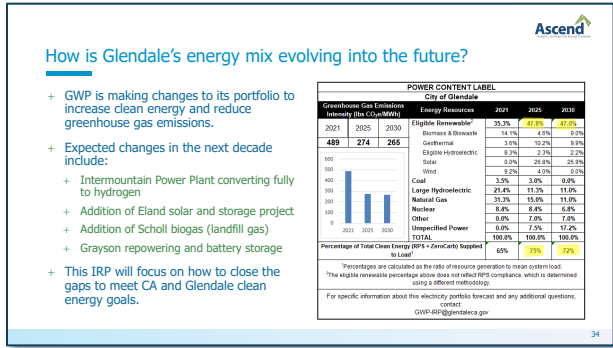 Ascend
How is Glendale's energy mix evolving into the future?
+ GWP is making changes to its portfolio to
increase clean energy and reduce
greenhouse gas emissions.
+ Expected changes in the next decade
include:
+ Intermountain Power Plant converting fully
to hydrogen
+ Addition of Eland solar and storage project
+ Addition of Scholl biogas (landfill gas)
+ Grayson repowering and battery storage
+ This IRP will focus on how to close the
gaps to meet CA and Glendale clean
energy goals.
POWER CONTENT LABEL
City of Glendale
Greenhouse Gas Emissions
Intensity (lbs CO₂e/MWh)
2021 2025 2030
489 274 265
600
500
400
300
200
100
0
2021 2025 2030
Energy Resources 2021 2025 2030
Eligible Renewable² 35.3% 47.8% 47.0%
Biomass & Biowaste 14.1% 4.6% 9.0%
Geothermal 3.6% 10.2% 9.9%
Eligible Hydroelectric 8.3% 2.3% 2.2%
Solar 0.0% 26.8% 25.9%
Wind 9.2% 4.0% 0.0%
Coal 3.5% 3.0% 0.0%
Large Hydroelectric 21.4% 11.3% 11.0%
Natural Gas 31.3% 15.0% 11.0%
Nuclear 8.4% 8.4% 6.8%
Other 0.0% 7.0% 7.0%
Unspecified Power 0.0% 7.5% 17.2%
TOTAL 100.0% 100.0% 100.0%
Percentage of Total Clean Energy (RPS + ZeroCarb) Supplied
to Load¹ 65% 75% 72%
¹Percentages are calculated as the ratio of resource generation to mean system load.
²The eligible renewable percentage above does not reflect RPS compliance, which is determined
using a different methodology.
For specific information about this electricity portfolio forecast and any additional questions,
contact:
GWP-IRP@glendaleca.gov
34